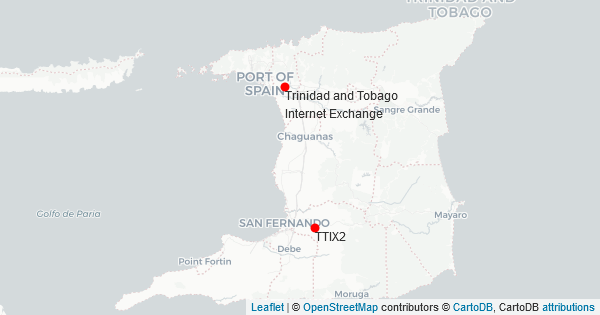 TRINIDAD AND
TOBAGO
PORT OF
SPAIN
Trinidad and Tobago
Internet Exchange
Sangre Grande
Chaguanas
Golfo de Paria
Mayaro
SAN FERNANDO
TTIX2
Debe
Point Fortin
Moruga
Leaflet | © OpenStreetMap contributors © CartoDB, CartoDB attributions